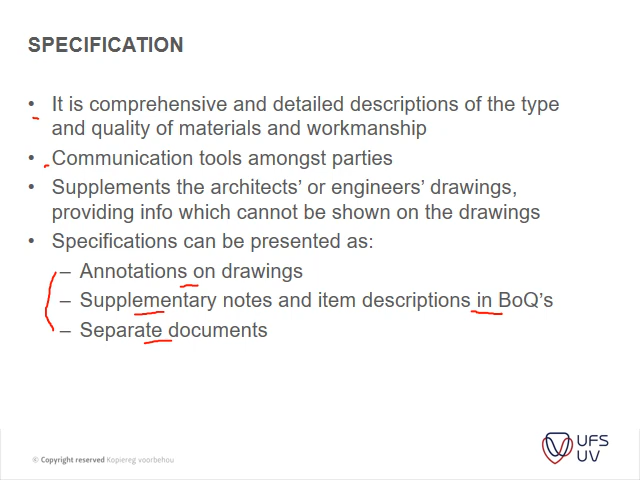 SPECIFICATION
• It is comprehensive and detailed descriptions of the type
and quality of materials and workmanship
• Communication tools amongst parties
• Supplements the architects’ or engineers’ drawings,
providing info which cannot be shown on the drawings
• Specifications can be presented as:
– Annotations on drawings
– Supplementary notes and item descriptions in BoQ’s
– Separate documents
© Copyright reserved Kopiereg voorbehou
UFS
UV